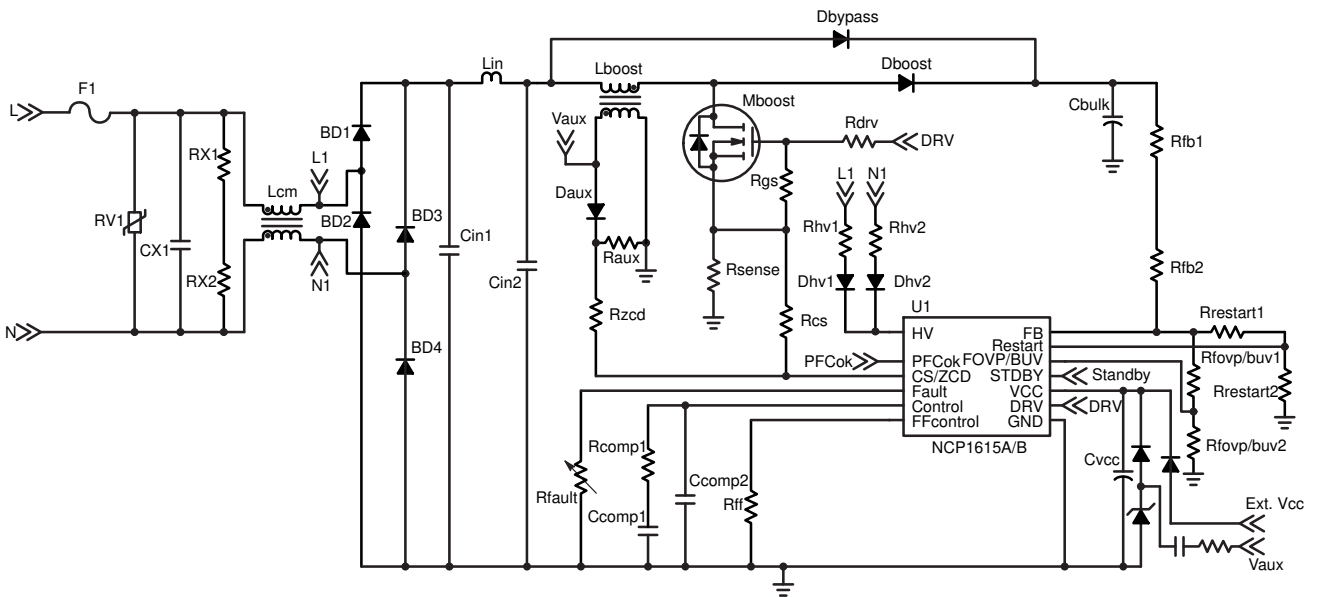 Dbypass
Lin
Lboost
Dboost
F1
L
Mboost
Cbulk
Vaux
BD1
Rdrv
DRV
Rfb1
RX1
L1
Lcm
Rgs
L1
N1
Daux
RV1
BD2
BD3
Rhv1
Rhv2
CX1
Cin1
Raux
Rsense
Rfb2
RX2
N1
Cin2
Dhv1
Dhv2
U1
Rzcd
Rcs
Rrestart1
N
HV
FB
Restart
BD4
PFCok
PFCok
FOVP/BUV
Rfovp/buv1
CS/ZCD
STDBY
Standby
Fault
VCC
Rrestart2
Control
DRV
DRV
FFcontrol
GND
NCP1615A/B
Rcomp1
Rfovp/buv2
Cvcc
Ccomp2
Rfault
Rff
Ccomp1
Ext. Vcc
Vaux